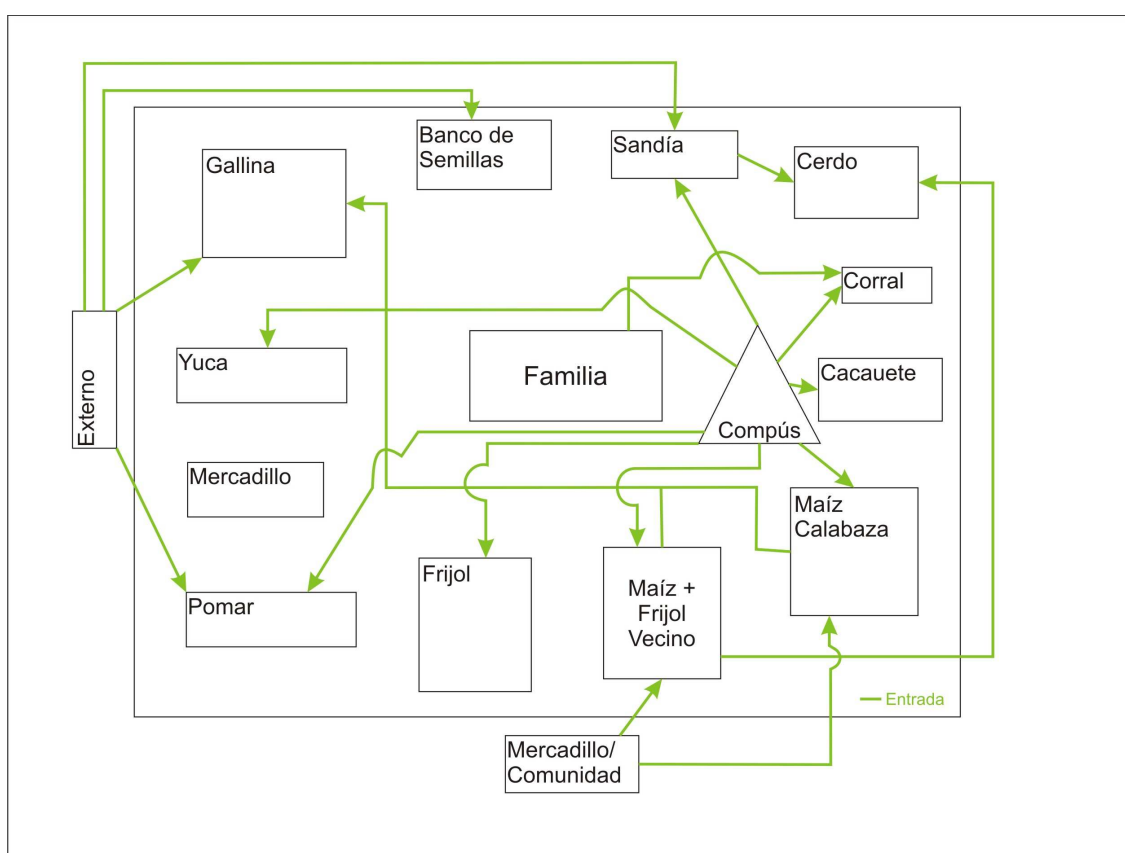 Banco de
Semillas
Sandía
Gallina
Cerdo
Corral
Externo
Yuca
Familia
Cacauete
Compús
Mercadillo
Maíz
Calabaza
Frijol
Maíz +
Frijol
Vecino
Pomar
Entrada
Mercadillo/
Comunidad